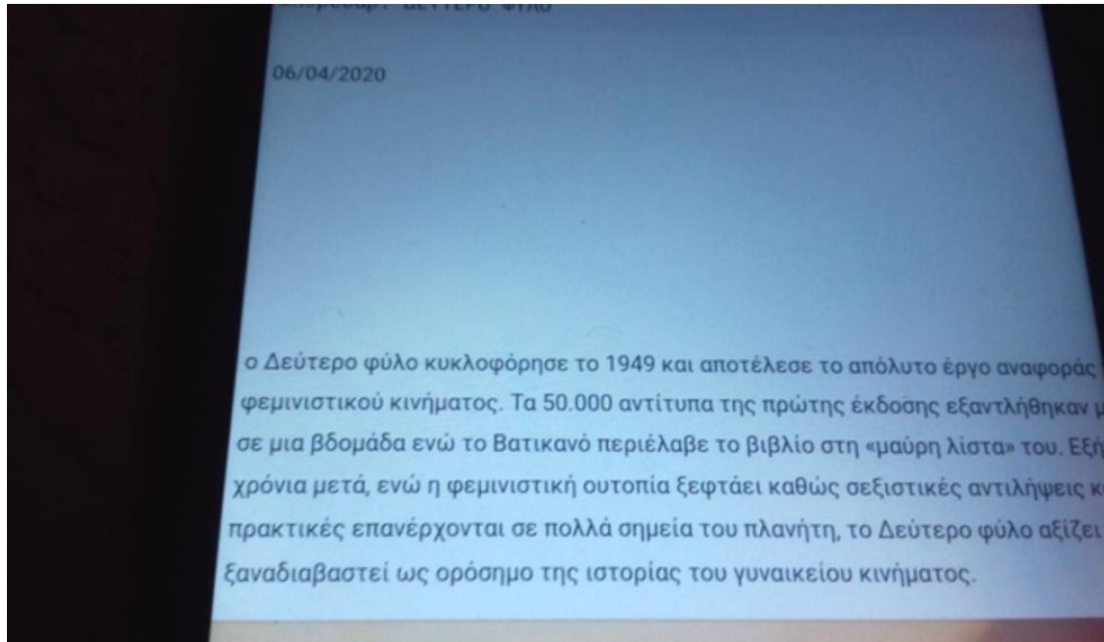 ΔΕΥΤΕΡΟ ΦΥΛΟ
06/04/2020
ο Δεύτερο φύλο κυκλοφόρησε το 1949 και αποτέλεσε το απόλυτο έργο αναφοράς
φεμινιστικού κινήματος. Τα 50.000 αντίτυπα της πρώτης έκδοσης εξαντλήθηκαν
σε μια βδομάδα ενώ το Βατικανό περιέλαβε το βιβλίο στη «μαύρη λίστα» του.
χρόνια μετά, ενώ η φεμινιστική ουτοπία ξεφτάει καθώς σεξιστικές αντιλήψεις
πρακτικές επανέρχονται σε πολλά σημεία του πλανήτη, το Δεύτερο φύλο αξίζει
ξαναδιαβαστεί ως ορόσημο της ιστορίας του γυναικείου κινήματος.